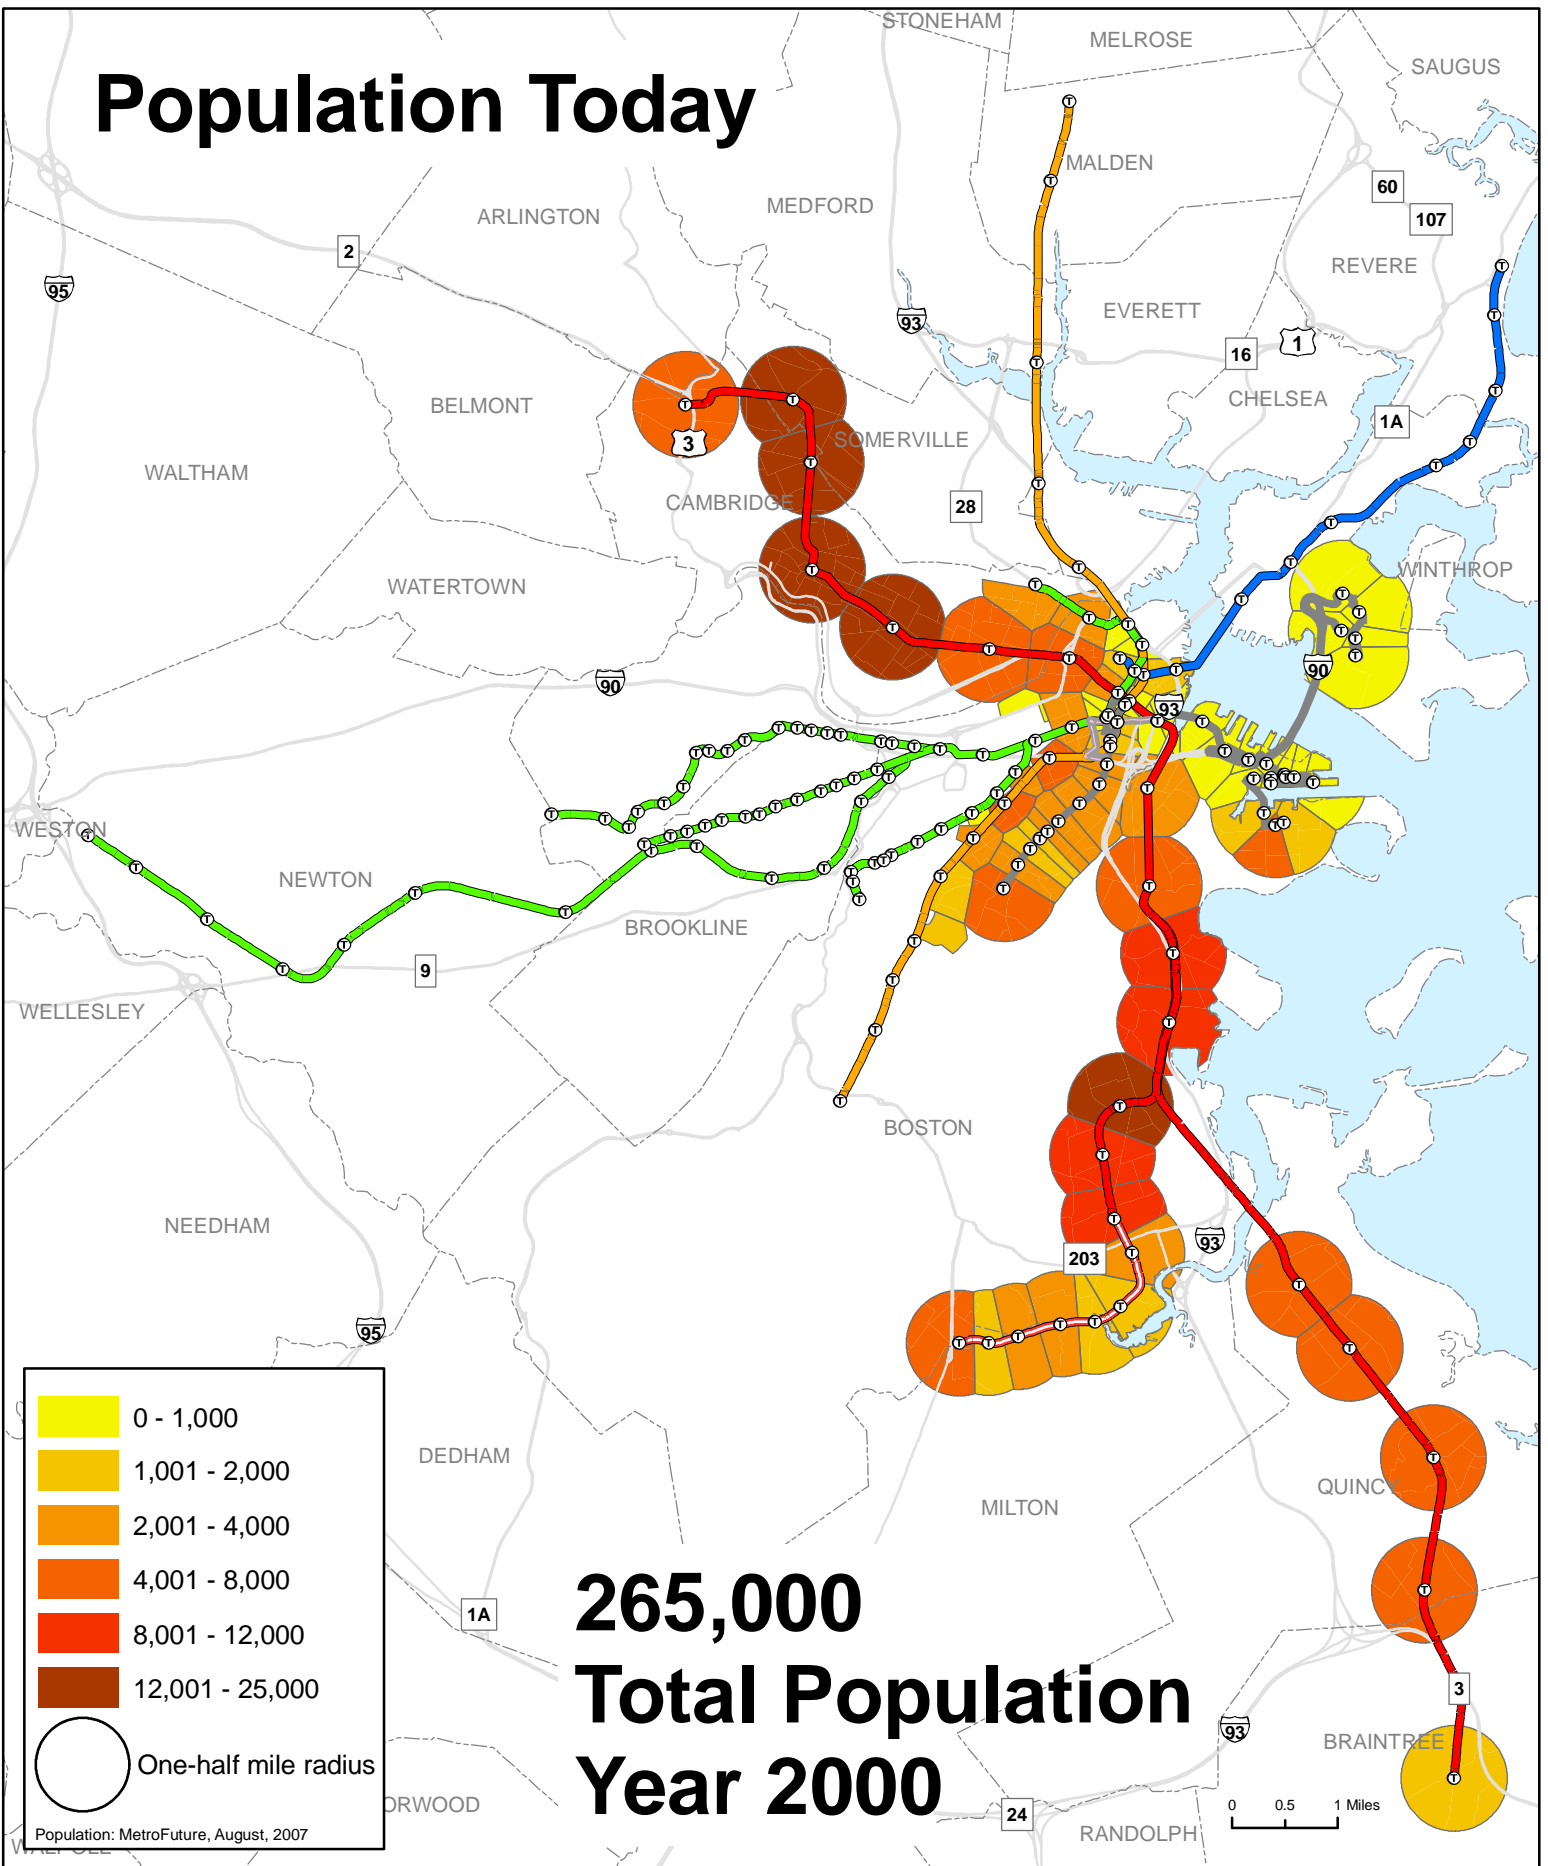 Population Today
STONEHAM
MELROSE
SAUGUS
MALDEN
60
107
ARLINGTON
MEDFORD
2
REVERE
95
93
EVERETT
16
1
BELMONT
CHELSEA
1A
3
SOMERVILLE
WALTHAM
CAMBRIDGE
28
WATERTOWN
WINTHROP
90
90
93
WESTON
NEWTON
BROOKLINE
9
WELLESLEY
BOSTON
NEEDHAM
93
203
95
0 - 1,000
1,001 - 2,000
2,001 - 4,000
4,001 - 8,000
8,001 - 12,000
12,001 - 25,000
One-half mile radius
Population: MetroFuture, August, 2007
DEDHAM
QUINCY
MILTON
1A
265,000
Total Population
Year 2000
3
93
BRAINTREE
ORWOOD
24
RANDOLPH
0 0.5 1 Miles